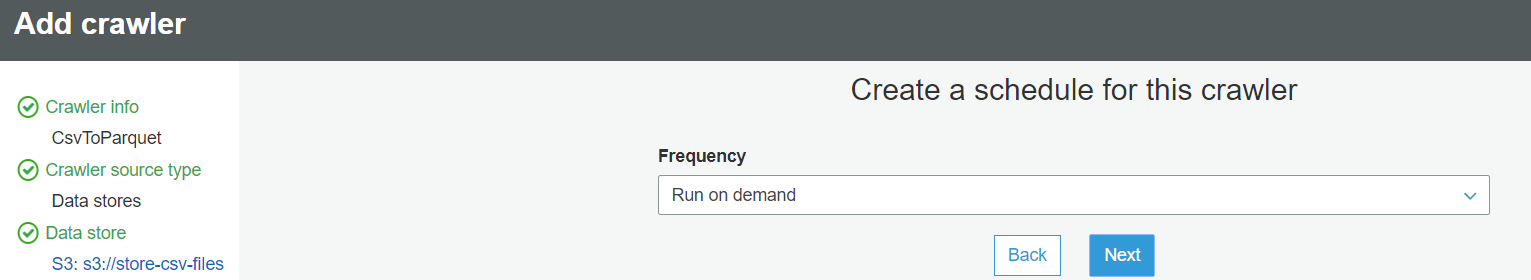 Add crawler
Crawler info
CsvToParquet
Crawler source type
Data stores
Data store
S3: s3://store-csv-files
Create a schedule for this crawler
Frequency
Run on demand
Back
Next